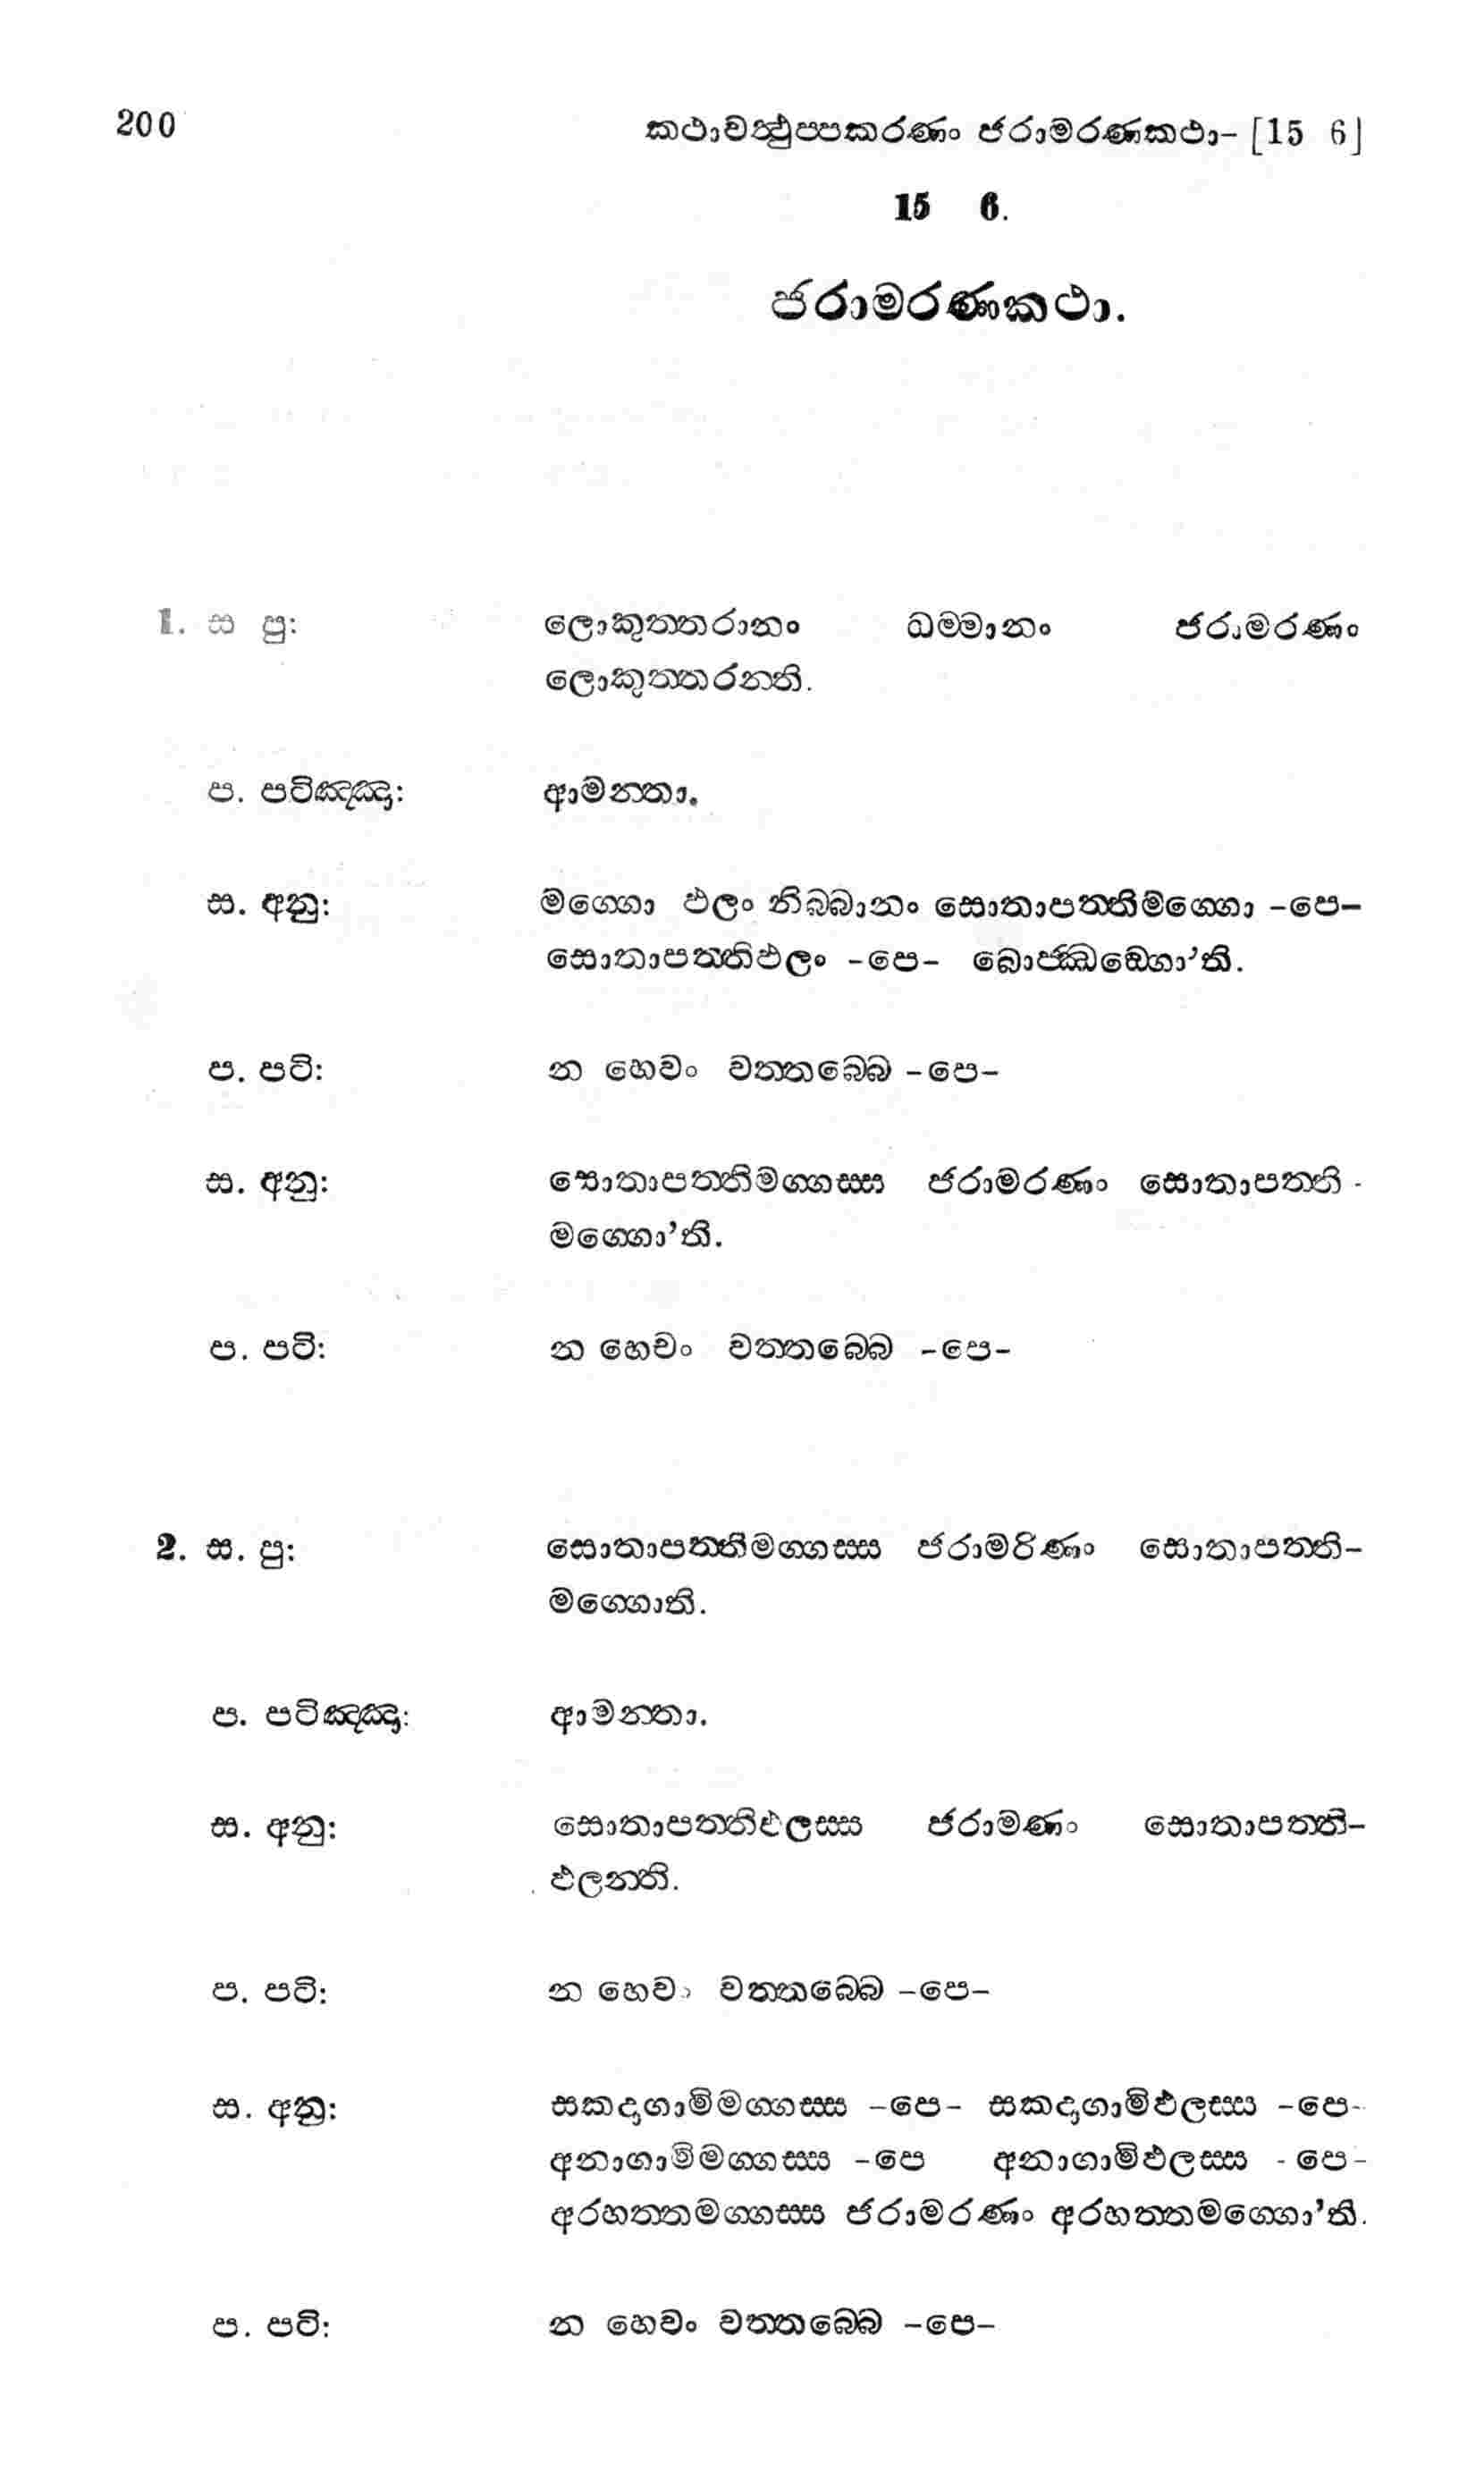 200 කථාවත්‍ථුප‍්පකරණං ජරාමරණකථා- [15 6]
15 6.
ජරාමරණකථා.
1. ස පු: ලොකුත‍්තරානං ධම‍්මානං ජරාමරණං
ලොකුත‍්තරන‍්ති.
ප. පටිඤ‍්ඤා: ආමන‍්තා.
ස. අනු: මග‍්ගො ඵලං නිබ‍්බානං සොතාපත‍්තිමග‍්ගො -පෙ-
සොතාපත‍්තිඵලං -පෙ- බොජ‍්ඣඞ‍්ගො’ති.
ප. පටි: න හෙවං වත‍්තබ‍්බෙ -පෙ-
ස. අනු: සොතාපත‍්තිමග‍්ගස‍්ස ජරාමරණං සොතාපත‍්ති-
මග‍්ගො’ති.
ප. පටි: න හෙවං වත‍්තබ‍්බෙ -පෙ-
2. ස. පු: සොතාපත‍්තිමග‍්ගස‍්ස ජරාමරිණං සොතාපත‍්ති-
මග‍්ගොති.
ප. පටිඤ‍්ඤා: ආමන‍්තා.
ස. අනු: සොතාපත‍්තිඵලස‍්ස ජරාමණං සොතාපත‍්ති-
ඵලන‍්ති.
ප. පටි: න හෙවං වත‍්තබ‍්බෙ -පෙ-
ස. අනු: සකදාගාමිමග‍්ගස‍්ස -පෙ- සකදාගාමිඵලස‍්ස -පෙ-
අනාගාමිමග‍්ගස‍්ස -පෙ අනාගාමිඵලස‍්ස -පෙ-
අරහත‍්තමග‍්ගස‍්ස ජරාමරණං අරහත‍්තමග‍්ගො’ති.
ප. පටි: න හෙවං වත‍්තබ‍්බෙ -පෙ-